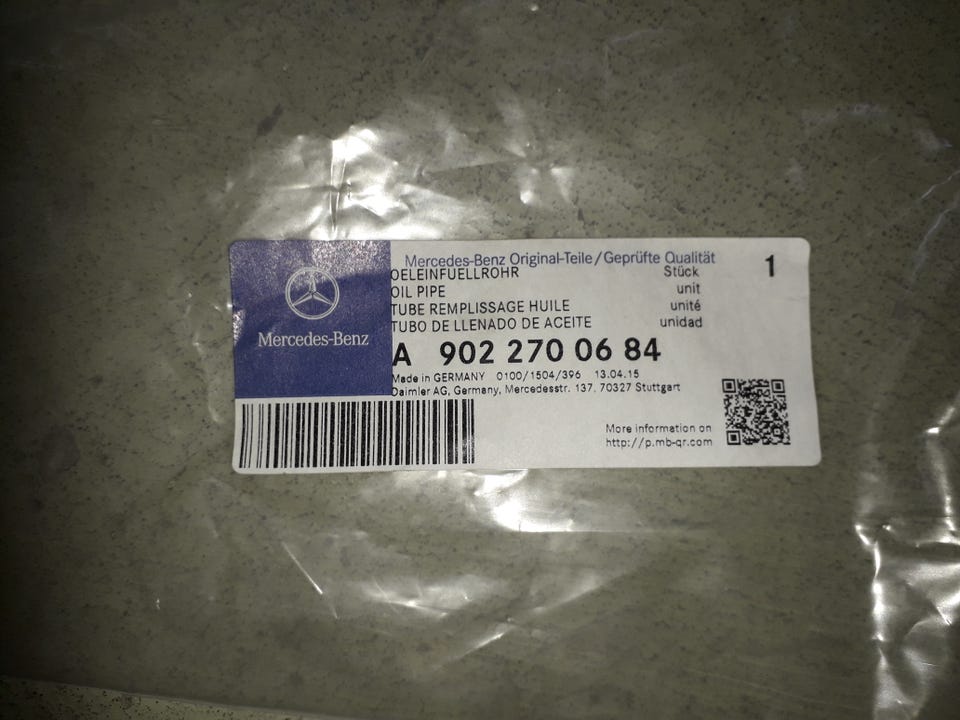 Mercedes-Benz Original-Teile/Geprüfte Qualität
OELEINFUELLROHR Stück 1
OIL PIPE unit
TUBE REMPLISSAGE HUILE unité
TUBO DE LLENADO DE ACEITE unidad
Mercedes-Benz
A 902 270 06 84
Made in GERMANY 0100/1504/396 13.04.15
Daimler AG, Germany, Mercedesstr. 137, 70327 Stuttgart
More information on
http://p.mb-qr.com